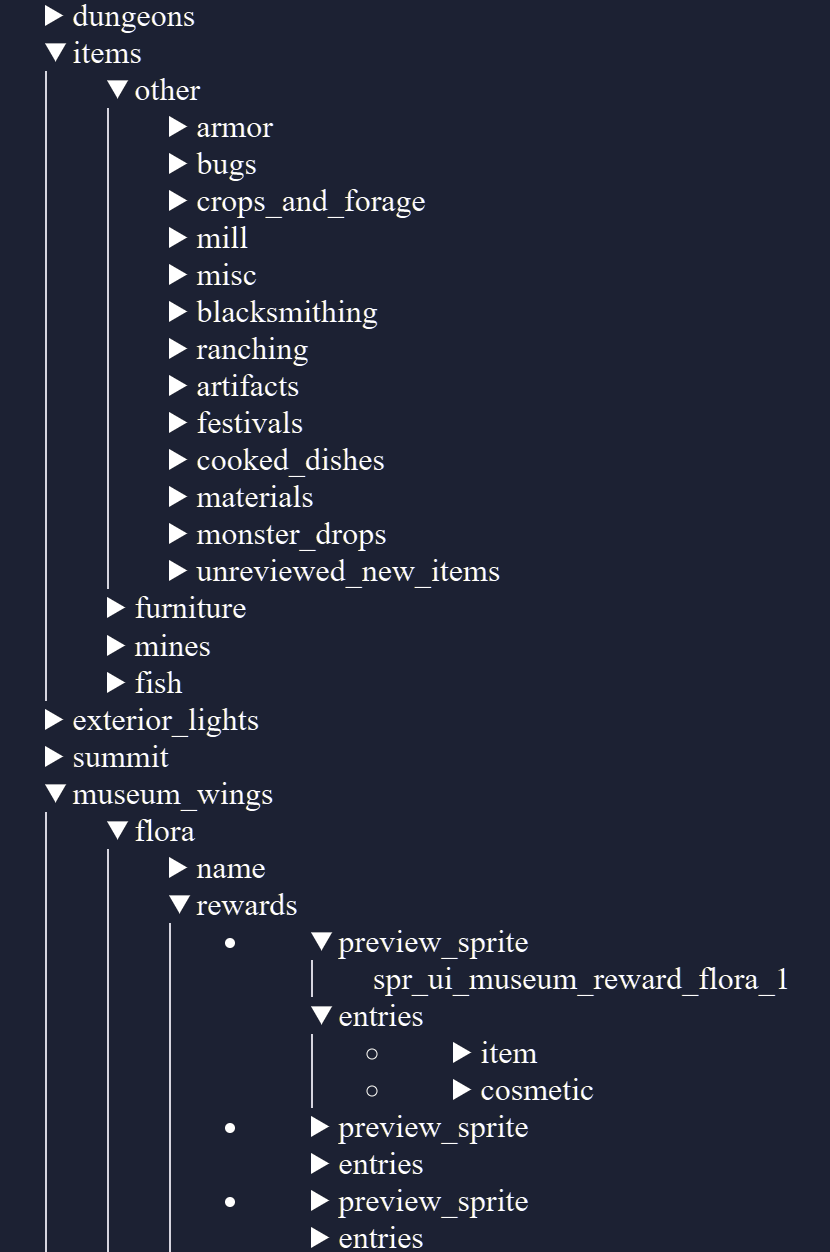 dungeons
items
other
armor
bugs
crops_and_forage
mill
misc
blacksmithing
ranching
artifacts
festivals
cooked_dishes
materials
monster_drops
unreviewed_new_items
furniture
mines
fish
exterior_lights
summit
museum_wings
flora
name
rewards
preview_sprite
spr_ui_museum_reward_flora_1
entries
item
cosmetic
preview_sprite
entries
preview_sprite
entries